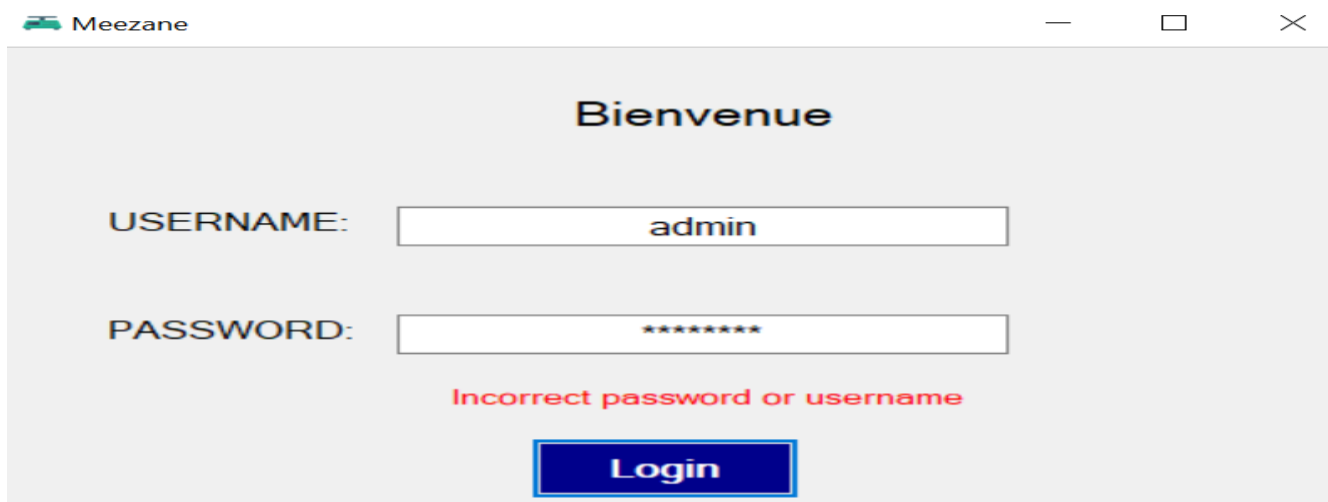 Meezane
Bienvenue
USERNAME: admin
PASSWORD: ********
Incorrect password or username
Login